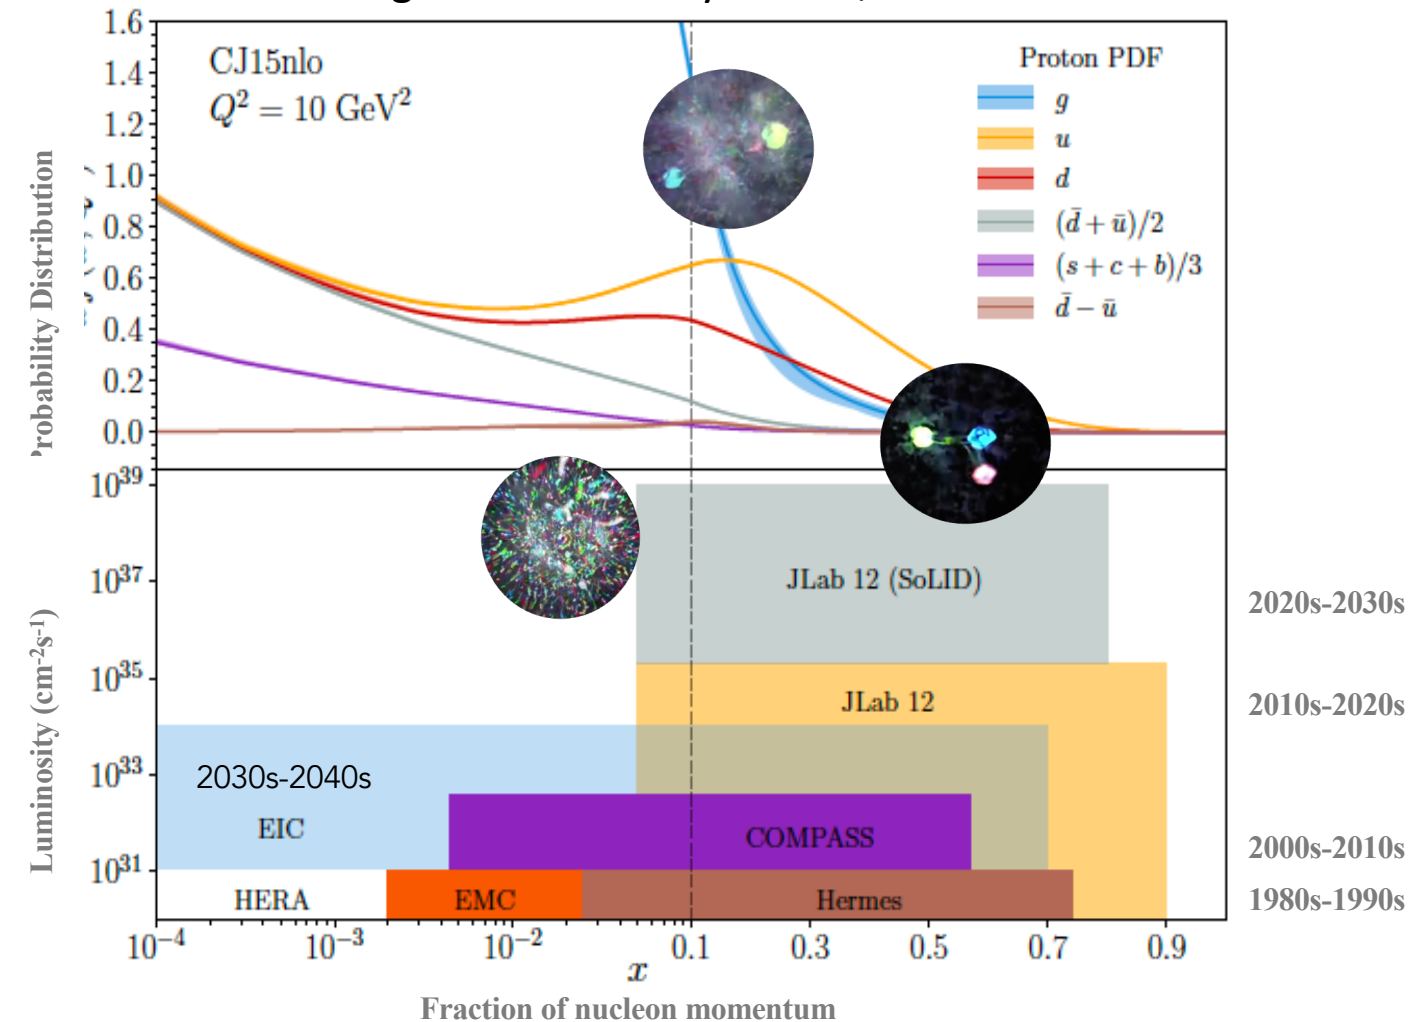 1.6
1.4
1.2
1.0
0.8
0.6
0.4
0.2
0.0
CJ15nlo
Q² = 10 GeV²
Proton PDF
g
u
d
(d̄ + ū)/2
(s + c + b)/3
d̄ − ū
Probability Distribution
10³⁹
10³⁷
10³⁵
10³³
10³¹
Luminosity (cm⁻²s⁻¹)
JLab 12 (SoLID)
2020s-2030s
JLab 12
2010s-2020s
2030s-2040s
EIC
COMPASS
2000s-2010s
HERA
EMC
Hermes
1980s-1990s
10⁻⁴ 10⁻³ 10⁻² 0.1 0.3 0.5 0.7 0.9
x
Fraction of nucleon momentum